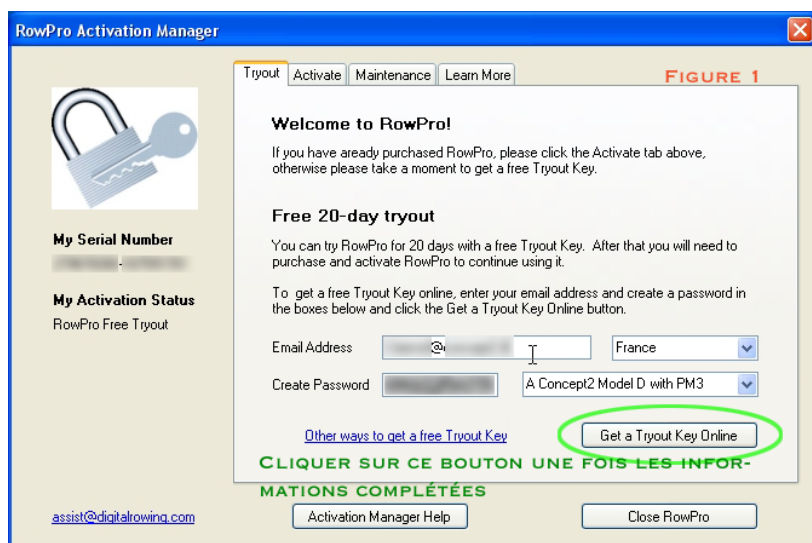 RowPro Activation Manager
Tryout Activate Maintenance Learn More
FIGURE 1
Welcome to RowPro!
If you have aready purchased RowPro, please click the Activate tab above,
otherwise please take a moment to get a free Tryout Key.
Free 20-day tryout
My Serial Number
You can try RowPro for 20 days with a free Tryout Key. After that you will need to
purchase and activate RowPro to continue using it.
My Activation Status
RowPro Free Tryout
To get a free Tryout Key online, enter your email address and create a password in
the boxes below and click the Get a Tryout Key Online button.
Email Address @ France
Create Password A Concept2 Model D with PM3
Other ways to get a free Tryout Key Get a Tryout Key Online
CLIQUER SUR CE BOUTON UNE FOIS LES INFOR-
MATIONS COMPLÉTÉES
assist@digitalrowing.com Activation Manager Help Close RowPro